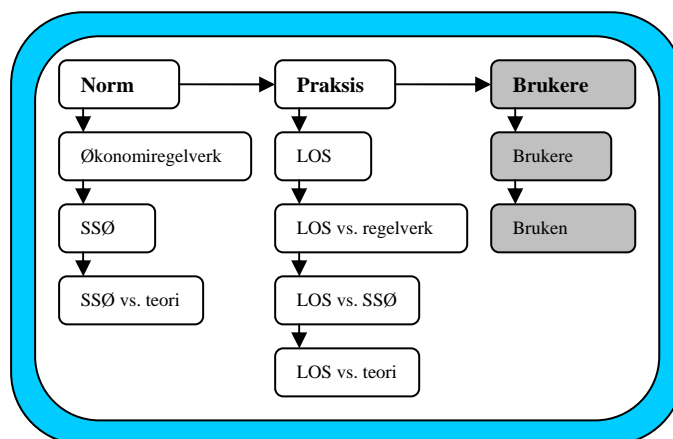 Norm
Praksis
Brukere
Økonomiregelverk
LOS
Brukere
SSØ
LOS vs. regelverk
Bruken
SSØ vs. teori
LOS vs. SSØ
LOS vs. teori